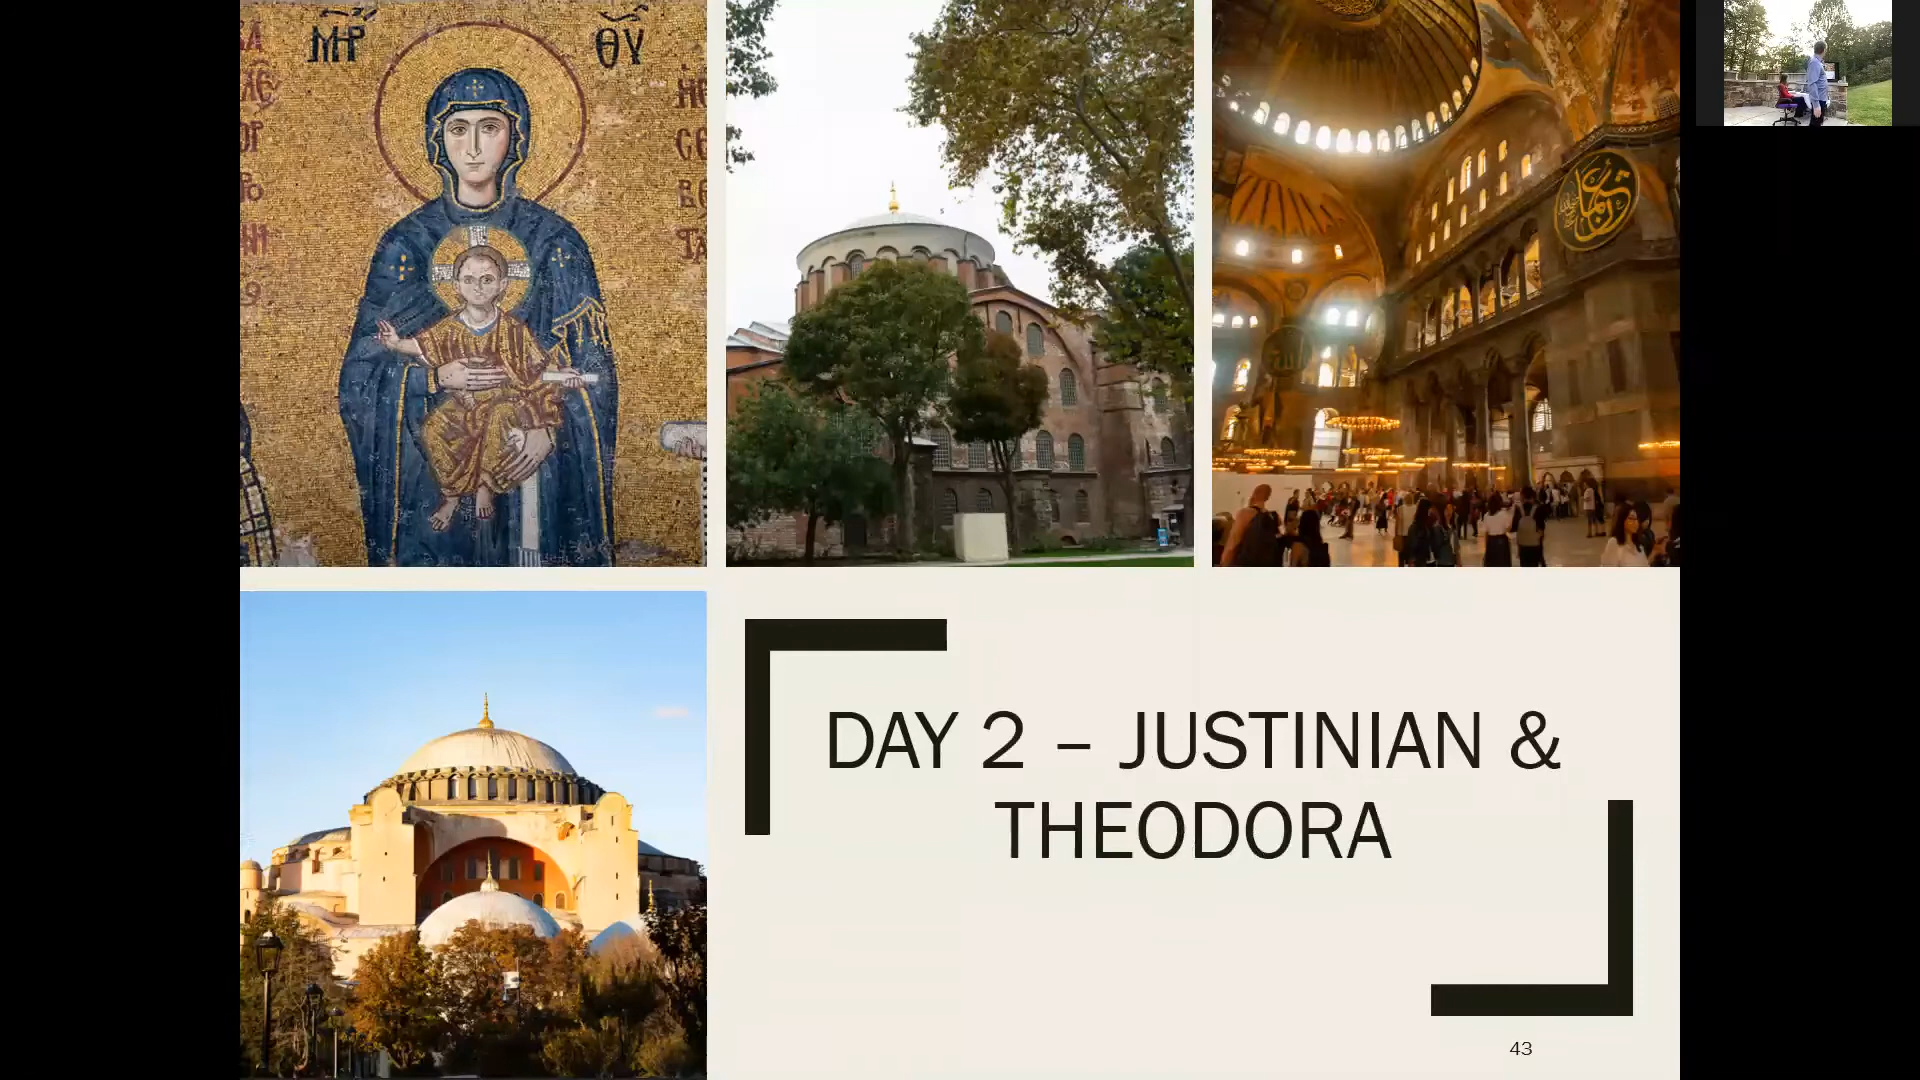 ΜΡ ΘΥ
DAY 2 – JUSTINIAN &
THEODORA
43